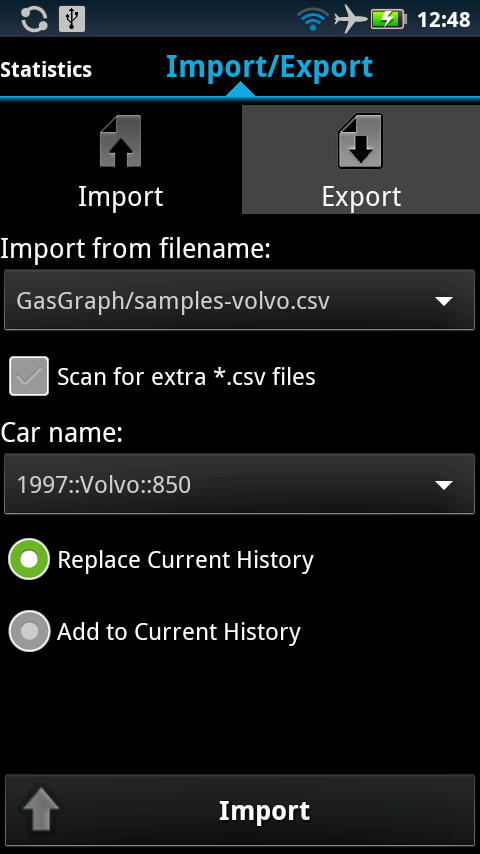 12:48
Statistics
Import/Export
Import
Export
Import from filename:
GasGraph/samples-volvo.csv
Scan for extra *.csv files
Car name:
1997::Volvo::850
Replace Current History
Add to Current History
Import